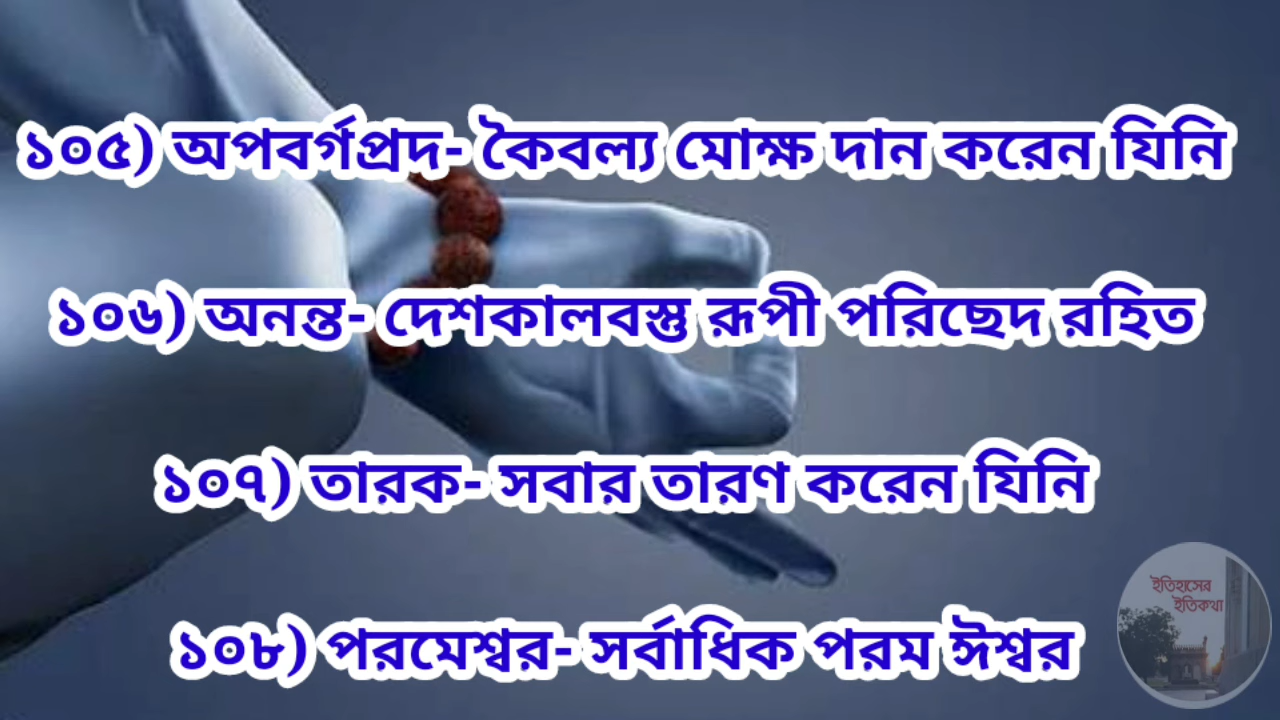 ১০৫) অপবর্গপ্রদ- কৈবল্য মোক্ষ দান করেন যিনি
১০৬) অনন্ত- দেশকালবস্তু রূপী পরিছেদ রহিত
১০৭) তারক- সবার তারণ করেন যিনি
১০৮) পরমেশ্বর- সর্বাধিক পরম ঈশ্বর
ইতিহাসের
ইতিকথা